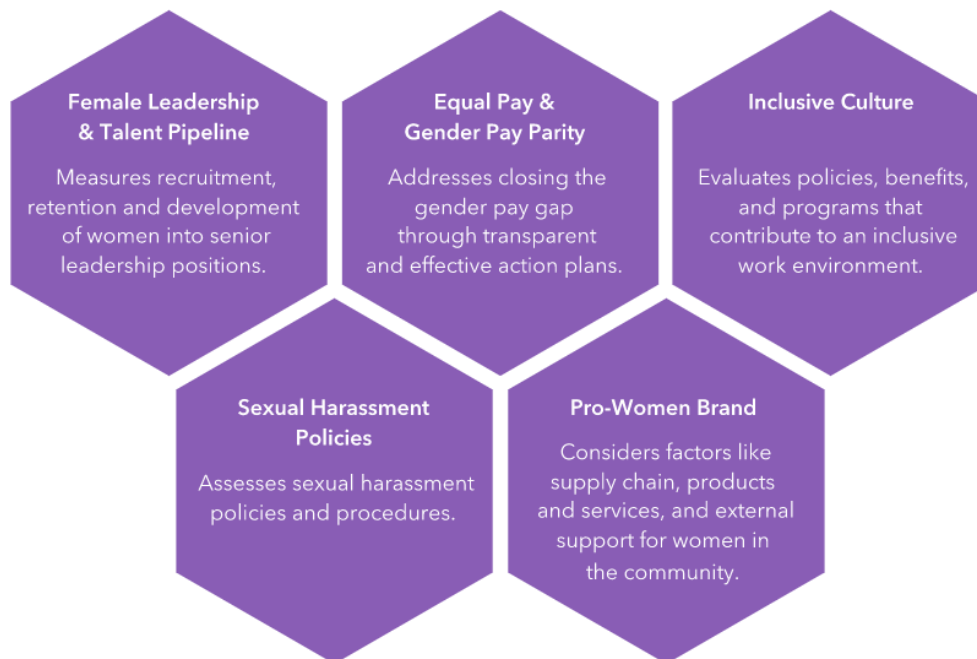 Female Leadership
& Talent Pipeline
Measures recruitment,
retention and development
of women into senior
leadership positions.
Equal Pay &
Gender Pay Parity
Addresses closing the
gender pay gap
through transparent
and effective action plans.
Inclusive Culture
Evaluates policies, benefits,
and programs that
contribute to an inclusive
work environment.
Sexual Harassment
Policies
Assesses sexual harassment
policies and procedures.
Pro-Women Brand
Considers factors like
supply chain, products
and services, and external
support for women in
the community.